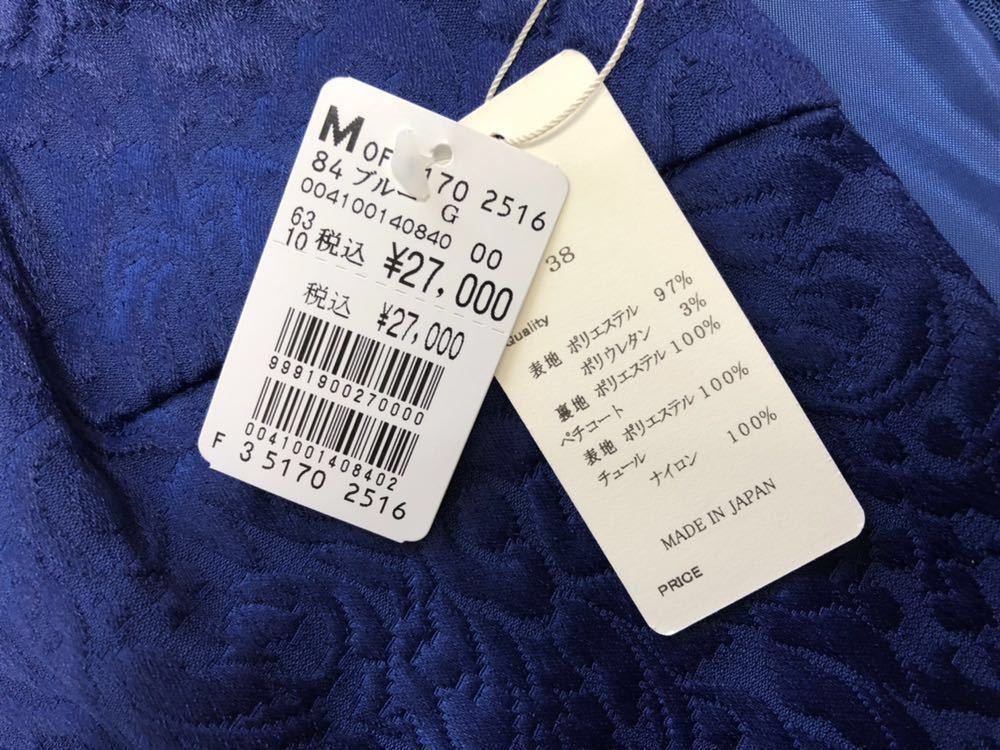 M OF 170 2516
84 ブルー G
004100140840 00
63
10 税込 ¥27,000
税込 ¥27,000
9991900270000
0041001408402
F 3 5170 2516
38
Quality
表地 ポリエステル 97%
ポリウレタン 3%
裏地 ポリエステル 100%
ペチコート
表地 ポリエステル 100%
チュール
ナイロン 100%
MADE IN JAPAN
PRICE